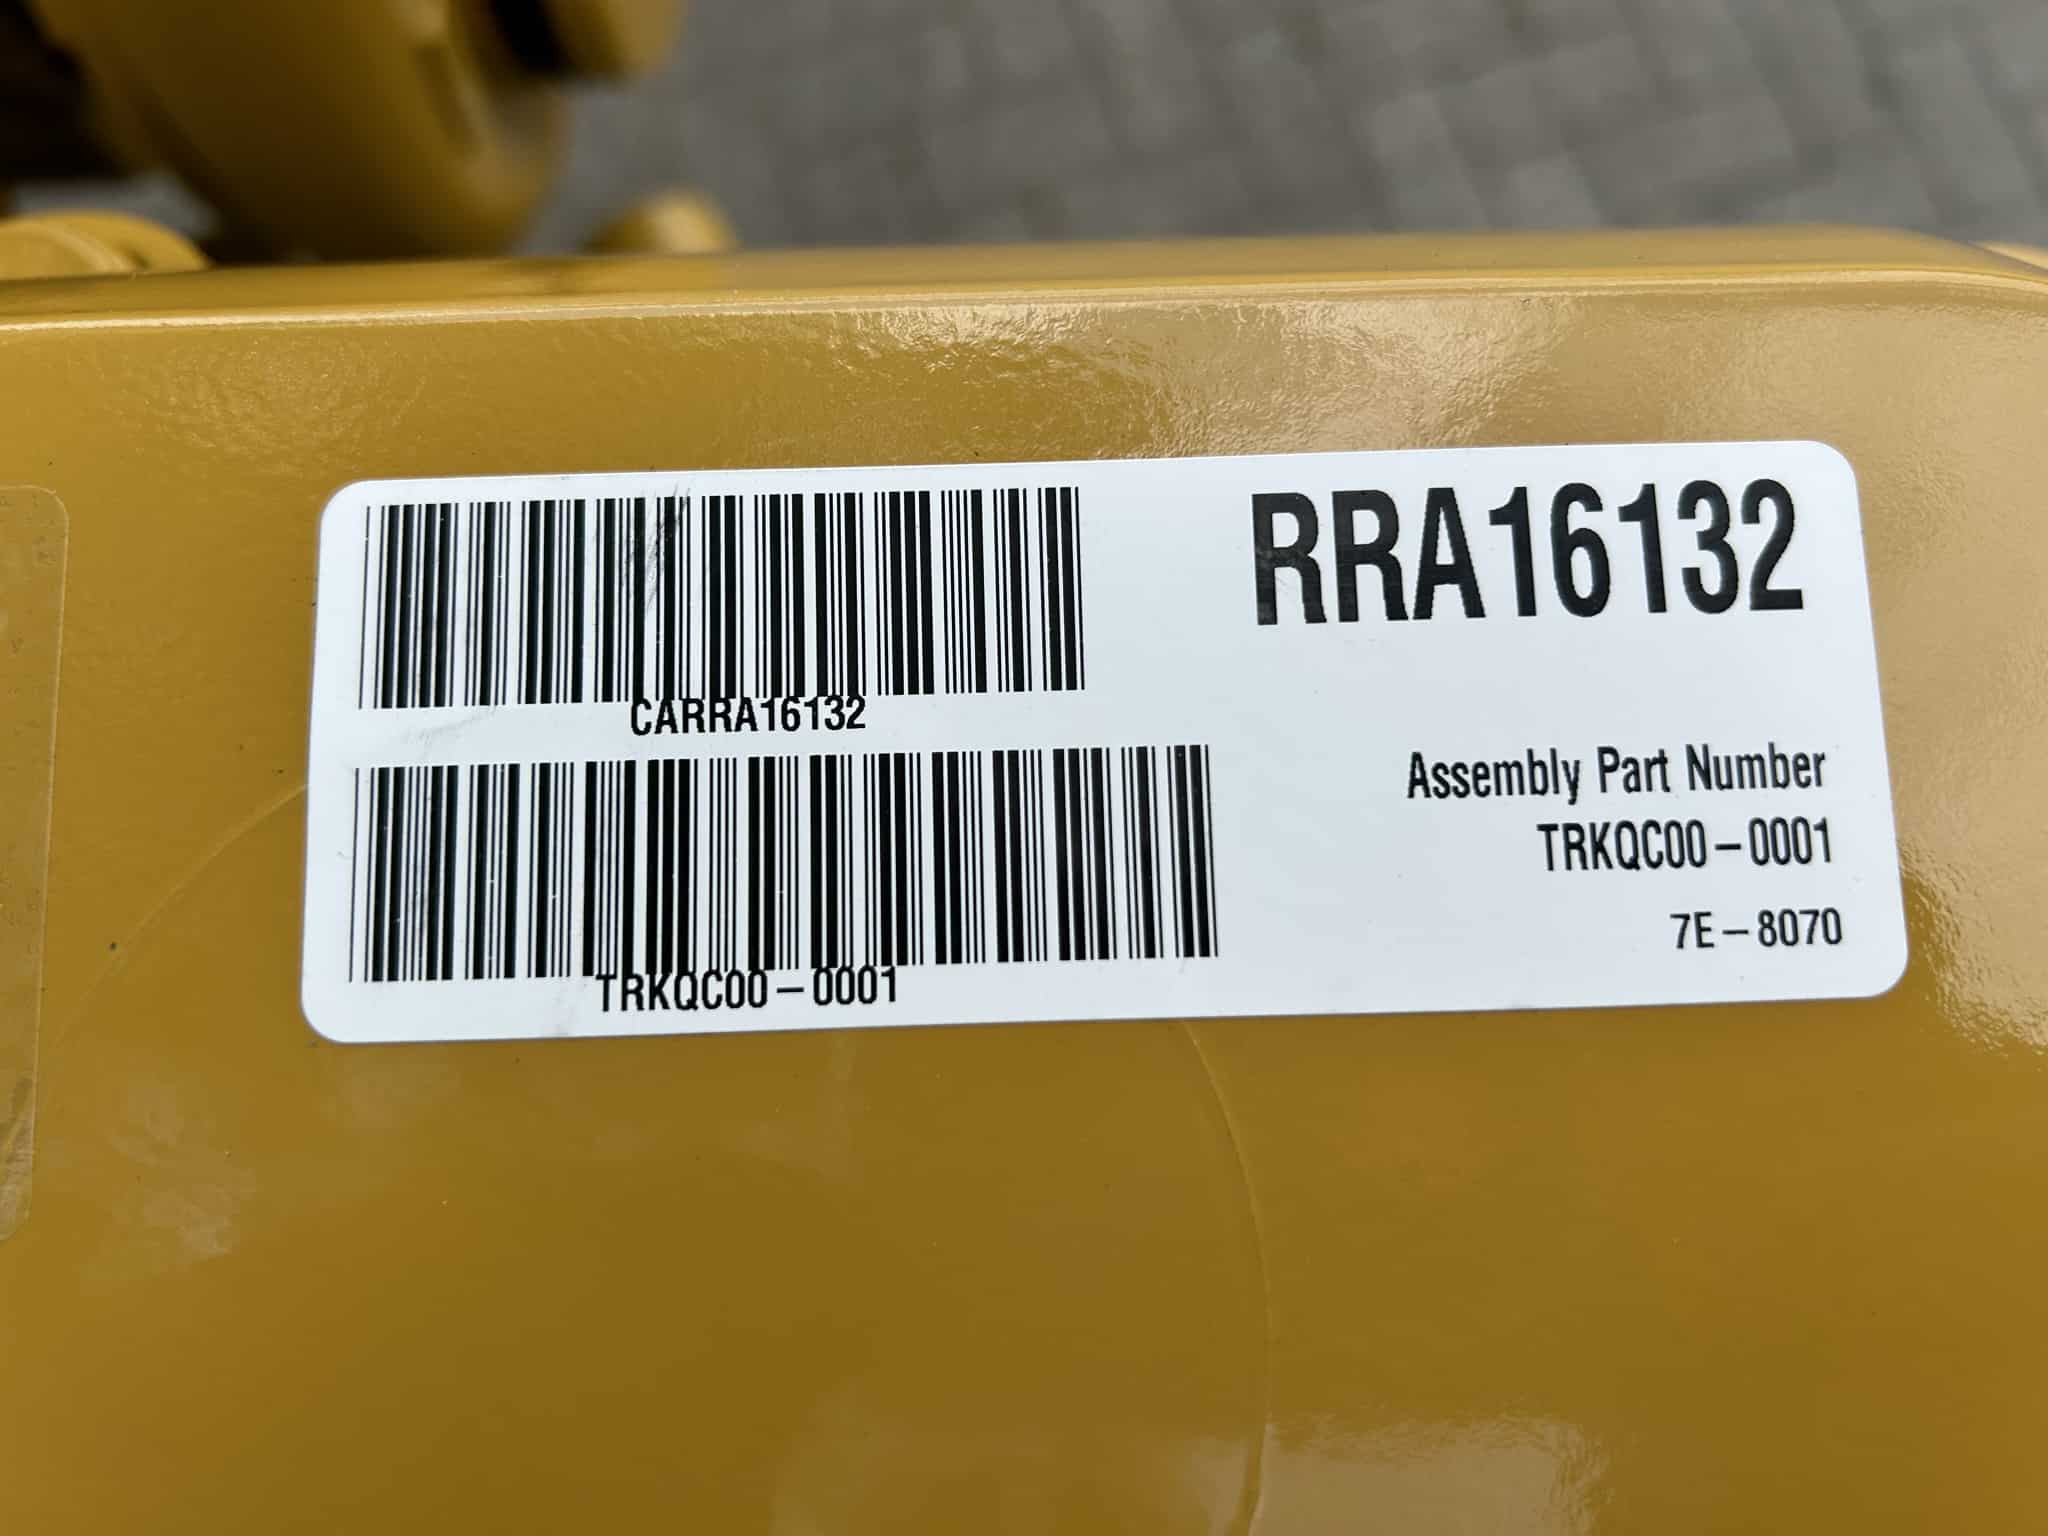 RRA16132
CARRA16132
Assembly Part Number
TRKQC00-0001
7E-8070
TRKQC00-0001